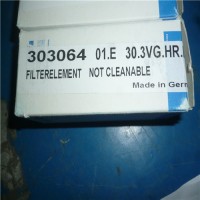 303064 01.E 30.3VG.HR.
FILTERELEMENT NOT CLEANABLE
Made in Germ